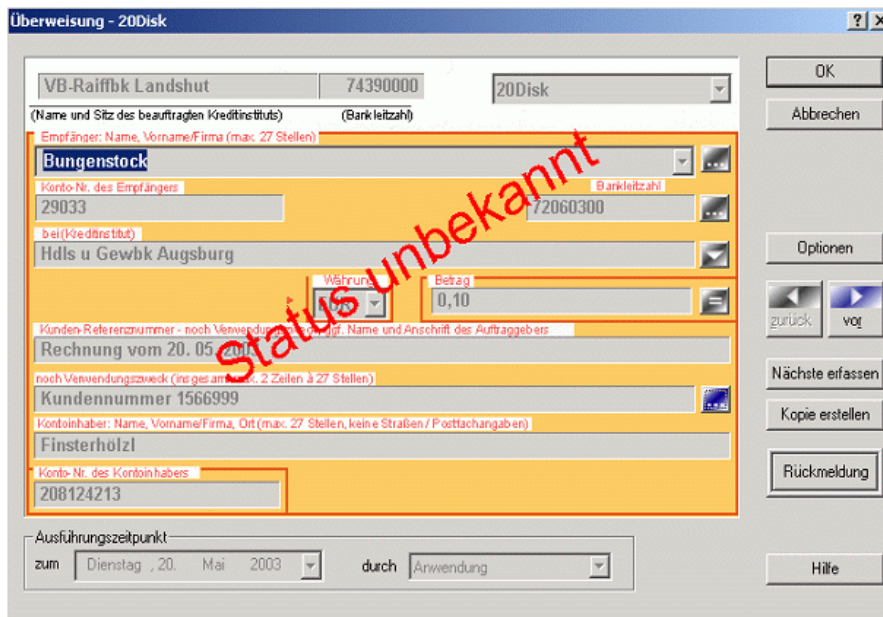 Überweisung - 20Disk
VB-Raiffbk Landshut 74390000 20Disk
(Name und Sitz des beauftragten Kreditinstituts) (Bankleitzahl)
Empfänger: Name, Vorname/Firma (max. 27 Stellen)
Bungenstock
Konto-Nr. des Empfängers Bankleitzahl
29033 72060300
bei (Kreditinstitut)
Hdls u Gewbk Augsburg
Währung Betrag
EUR 0,10
Kunden-Referenznummer - noch Verwendungszweck, ggf. Name und Anschrift des Auftraggebers
Rechnung vom 20. 05. 2003
noch Verwendungszweck (insgesamt max. 2 Zeilen à 27 Stellen)
Kundennummer 1566999
Kontoinhaber: Name, Vorname/Firma, Ort (max. 27 Stellen, keine Straßen / Postfachangaben)
Finsterhölzl
Konto-Nr. des Kontoinhabers
208124213
Status unbekannt
Ausführungszeitpunkt
zum Dienstag , 20. Mai 2003 durch Anwendung
OK
Abbrechen
Optionen
zurück vor
Nächste erfassen
Kopie erstellen
Rückmeldung
Hilfe